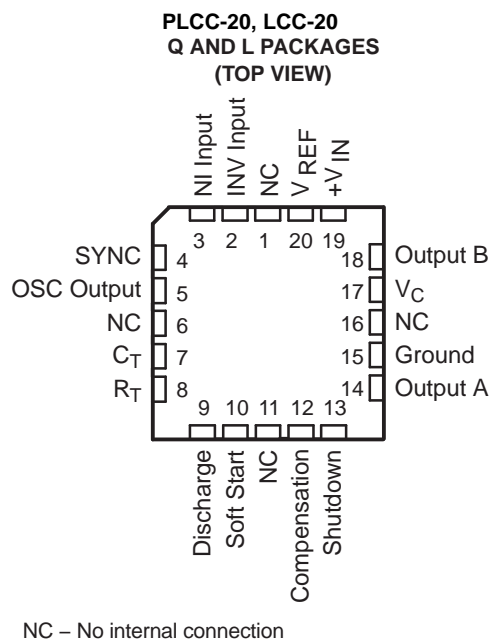 PLCC-20, LCC-20
Q AND L PACKAGES
(TOP VIEW)
NI Input
INV Input
NC
VREF
+VIN
3
2
1
20
19
SYNC 4
OSC Output 5
NC 6
CT 7
RT 8
18 Output B
17 VC
16 NC
15 Ground
14 Output A
9
10
11
12
13
Discharge
Soft Start
NC
Compensation
Shutdown
NC – No internal connection